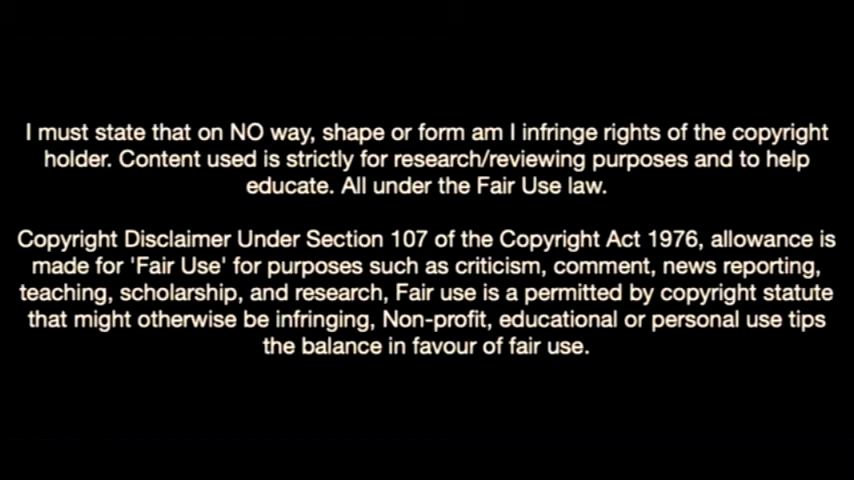 I must state that on NO way, shape or form am I infringe rights of the copyright
holder. Content used is strictly for research/reviewing purposes and to help
educate. All under the Fair Use law.
Copyright Disclaimer Under Section 107 of the Copyright Act 1976, allowance is
made for 'Fair Use' for purposes such as criticism, comment, news reporting,
teaching, scholarship, and research, Fair use is a permitted by copyright statute
that might otherwise be infringing, Non-profit, educational or personal use tips
the balance in favour of fair use.